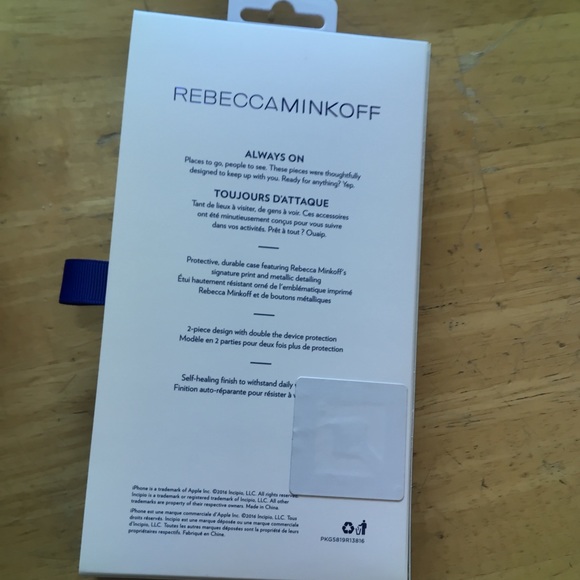 REBECCAMINKOFF
ALWAYS ON
Places to go, people to see. These pieces were thoughtfully
designed to keep up with you. Ready for anything? Yep.
TOUJOURS D'ATTAQUE
Tant de lieux à visiter, de gens à voir. Ces accessoires
ont été minutieusement conçus pour vous suivre
dans vos activités. Prêt à tout ? Ouaip.
Protective, durable case featuring Rebecca Minkoff's
signature print and metallic detailing
Étui hautement résistant orné de l'emblématique imprimé
Rebecca Minkoff et de boutons métalliques
2-piece design with double the device protection
Modèle en 2 parties pour deux fois plus de protection
Self-healing finish to withstand daily
Finition auto-réparante pour résister à
iPhone is a trademark of Apple Inc. ©2016 Incipio, LLC. All rights reserved.
Incipio is a trademark or registered trademark of Incipio, LLC. All other
trademarks are property of their respective owners. Made in China.
iPhone est une marque commerciale d'Apple Inc. ©2016 Incipio, LLC. Tous
droits réservés. Incipio est une marque déposée ou une marque commerciale
d'Incipio, LLC. Toutes les autres marques déposées sont la propriété de leurs
propriétaires respectifs. Fabriqué en Chine.
PKG5819R13816